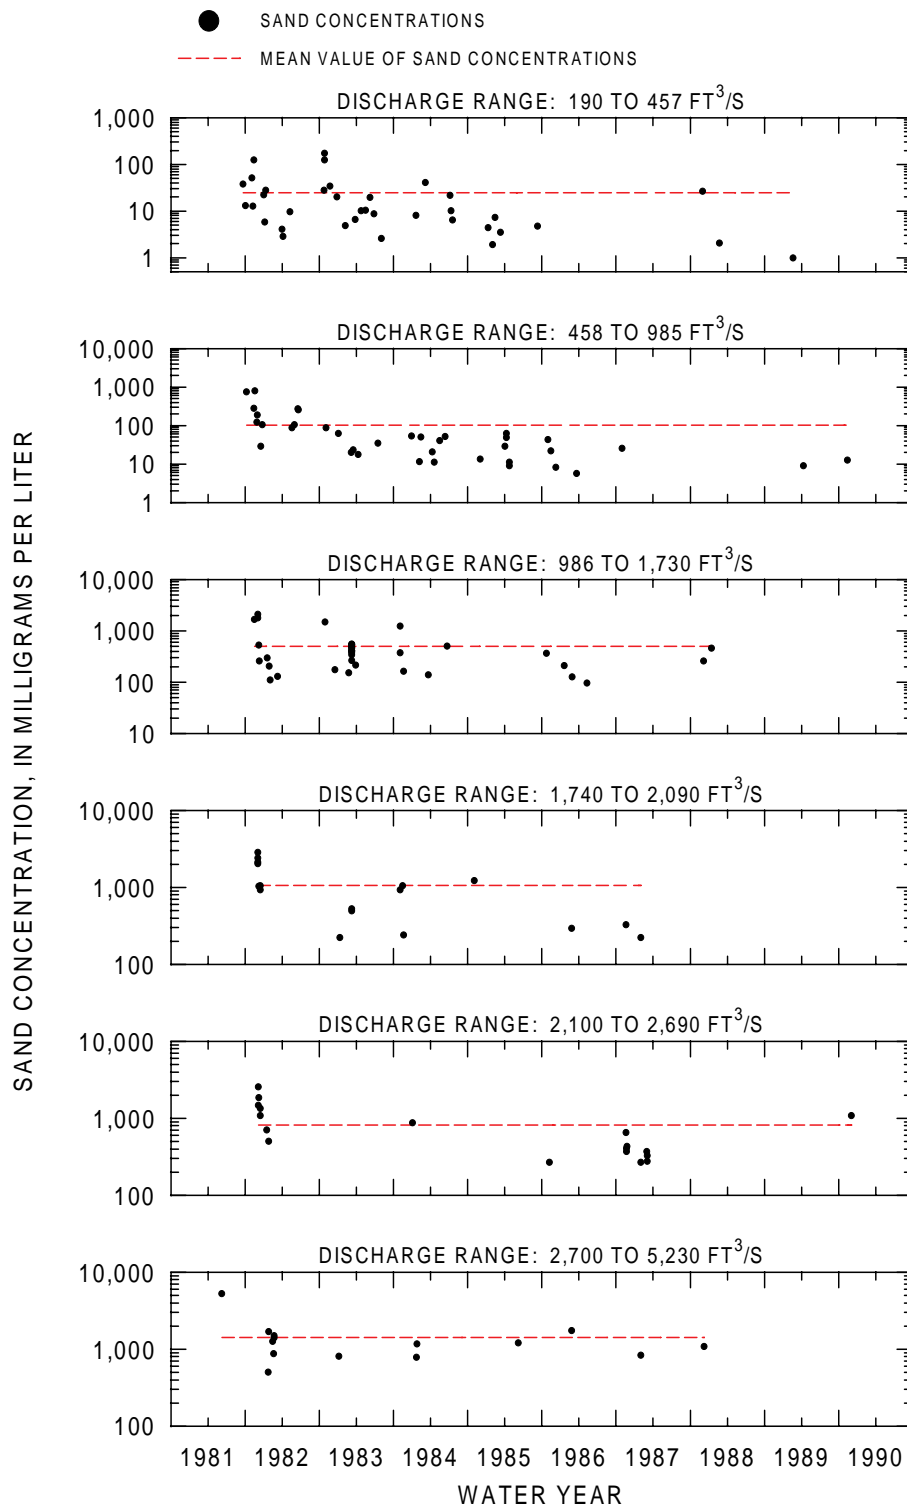 SAND CONCENTRATIONS
MEAN VALUE OF SAND CONCENTRATIONS
DISCHARGE RANGE: 190 TO 457 FT³/S
1,000
100
10
1
DISCHARGE RANGE: 458 TO 985 FT³/S
10,000
1,000
100
10
1
DISCHARGE RANGE: 986 TO 1,730 FT³/S
10,000
1,000
100
10
DISCHARGE RANGE: 1,740 TO 2,090 FT³/S
10,000
1,000
100
DISCHARGE RANGE: 2,100 TO 2,690 FT³/S
10,000
1,000
100
DISCHARGE RANGE: 2,700 TO 5,230 FT³/S
10,000
1,000
100
SAND CONCENTRATION, IN MILLIGRAMS PER LITER
1981 1982 1983 1984 1985 1986 1987 1988 1989 1990
WATER YEAR